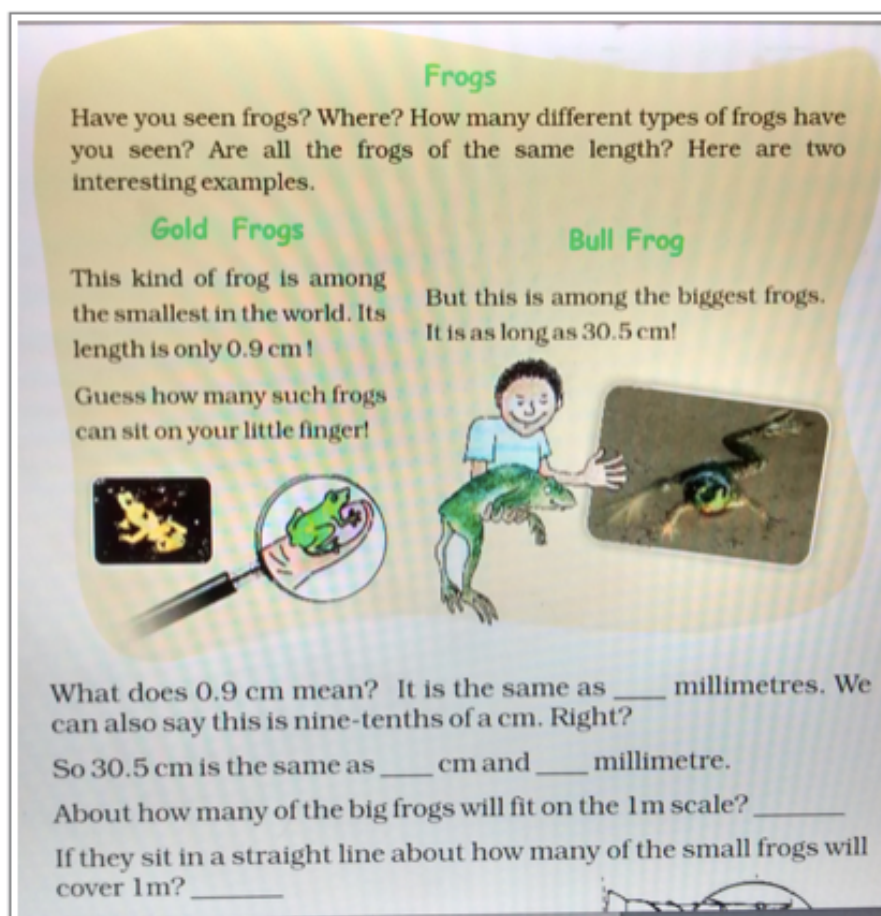 Frogs
Have you seen frogs? Where? How many different types of frogs have
you seen? Are all the frogs of the same length? Here are two
interesting examples.
Gold Frogs
This kind of frog is among
the smallest in the world. Its
length is only 0.9 cm!
Guess how many such frogs
can sit on your little finger!
Bull Frog
But this is among the biggest frogs.
It is as long as 30.5 cm!
What does 0.9 cm mean? It is the same as ____ millimetres. We
can also say this is nine-tenths of a cm. Right?
So 30.5 cm is the same as ____ cm and ____ millimetre.
About how many of the big frogs will fit on the 1m scale? _______
If they sit in a straight line about how many of the small frogs will
cover 1m? _______